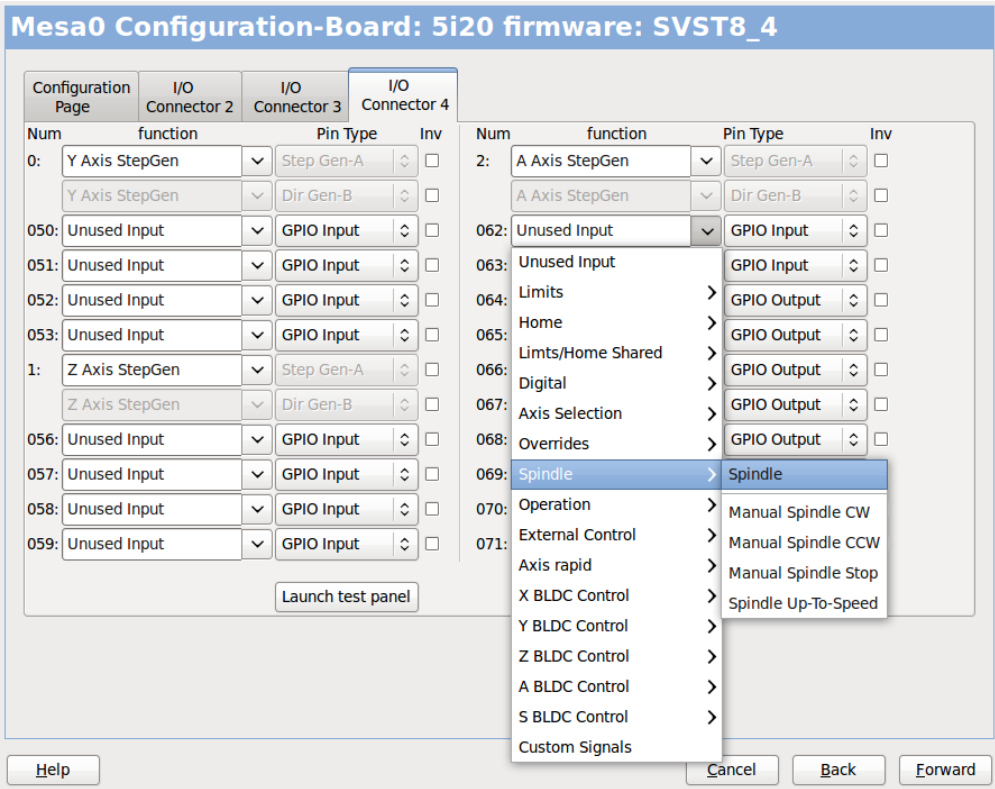 Mesa0 Configuration-Board: 5i20 firmware: SVST8_4
Configuration Page
I/O Connector 2
I/O Connector 3
I/O Connector 4
Num function Pin Type Inv
0: Y Axis StepGen Step Gen-A
Y Axis StepGen Dir Gen-B
050: Unused Input GPIO Input
051: Unused Input GPIO Input
052: Unused Input GPIO Input
053: Unused Input GPIO Input
1: Z Axis StepGen Step Gen-A
Z Axis StepGen Dir Gen-B
056: Unused Input GPIO Input
057: Unused Input GPIO Input
058: Unused Input GPIO Input
059: Unused Input GPIO Input
Launch test panel
Num function Pin Type Inv
2: A Axis StepGen Step Gen-A
A Axis StepGen Dir Gen-B
062: Unused Input GPIO Input
063: GPIO Input
064: GPIO Output
065: GPIO Output
066: GPIO Output
067: GPIO Output
068: GPIO Output
069:
070:
071:
Unused Input
Limits
Home
Limts/Home Shared
Digital
Axis Selection
Overrides
Spindle
Operation
External Control
Axis rapid
X BLDC Control
Y BLDC Control
Z BLDC Control
A BLDC Control
S BLDC Control
Custom Signals
Spindle
Manual Spindle CW
Manual Spindle CCW
Manual Spindle Stop
Spindle Up-To-Speed
Help
Cancel
Back
Forward